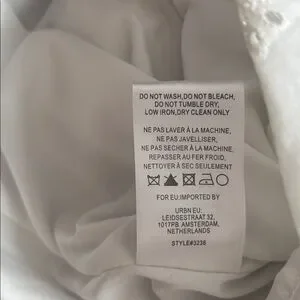 DO NOT WASH,DO NOT BLEACH,
DO NOT TUMBLE DRY,
LOW IRON,DRY CLEAN ONLY
NE PAS LAVER À LA MACHINE,
NE PAS JAVELLISER,
NE PAS SÉCHER À LA MACHINE,
REPASSER AU FER FROID,
NETTOYER À SEC SEULEMENT
FOR EU:IMPORTED BY
URBN EU:
LEIDSESTRAAT 32,
1017PB AMSTERDAM,
NETHERLANDS
STYLE#3238